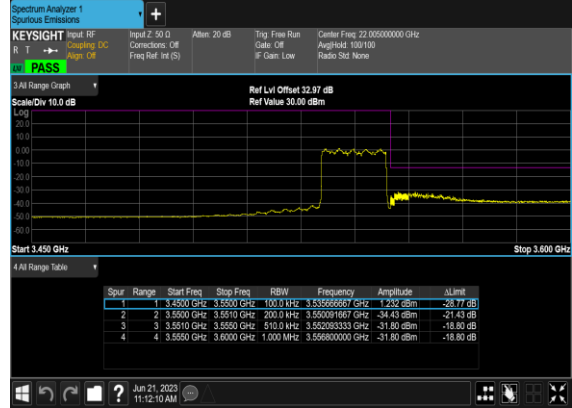 Spectrum Analyzer 1
Spurious Emissions
KEYSIGHT Input: RF Input Z: 50 Ω Atten: 20 dB Trig: Free Run Center Freq: 22.005000000 GHz
R T Coupling: DC Corrections: Off Gate: Off Avg|Hold: 100/100
Align: Off Freq Ref: Int (S) IF Gain: Low Radio Std: None
LW PASS
3 All Range Graph
Ref Lvl Offset 32.97 dB
Scale/Div 10.0 dB Ref Value 30.00 dBm
Log
20.0
10.0
0.00
-10.0
-20.0
-30.0
-40.0
-50.0
-60.0
Start 3.450 GHz Stop 3.600 GHz
4 All Range Table
Spur Range Start Freq Stop Freq RBW Frequency Amplitude ΔLimit
1 1 3.4500 GHz 3.5500 GHz 100.0 kHz 3.535666667 GHz 1.232 dBm -28.77 dB
2 2 3.5500 GHz 3.5510 GHz 200.0 kHz 3.550091667 GHz -34.43 dBm -21.43 dB
3 3 3.5510 GHz 3.5550 GHz 510.0 kHz 3.552093333 GHz -31.80 dBm -18.80 dB
4 4 3.5550 GHz 3.6000 GHz 1.000 MHz 3.556800000 GHz -31.80 dBm -18.80 dB
? Jun 21, 2023
11:12:10 AM